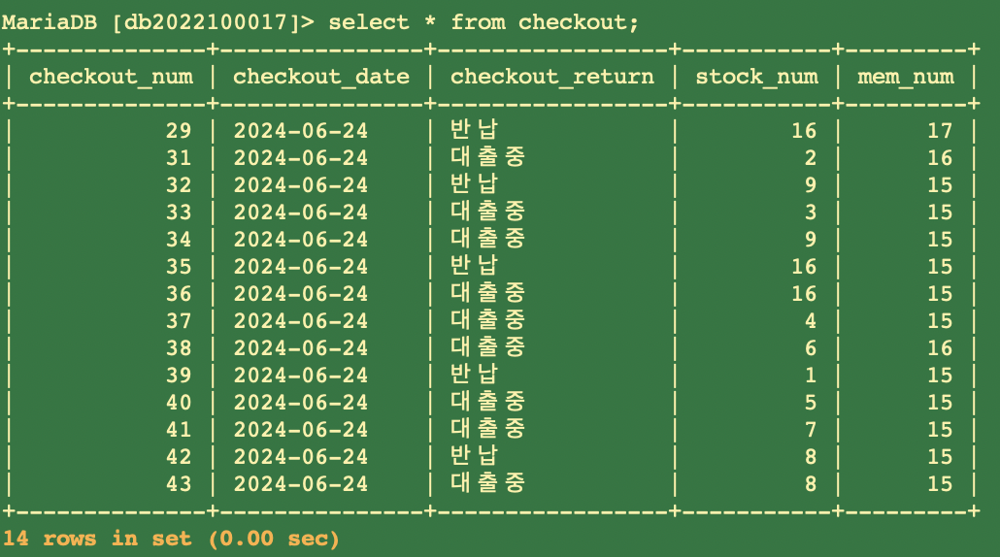 MariaDB [db2022100017]> select * from checkout;
+--------------+---------------+-----------------+-----------+---------+
| checkout_num | checkout_date | checkout_return | stock_num | mem_num |
+--------------+---------------+-----------------+-----------+---------+
|           29 | 2024-06-24    | 반납            |        16 |      17 |
|           31 | 2024-06-24    | 대출중          |         2 |      16 |
|           32 | 2024-06-24    | 반납            |         9 |      15 |
|           33 | 2024-06-24    | 대출중          |         3 |      15 |
|           34 | 2024-06-24    | 대출중          |         9 |      15 |
|           35 | 2024-06-24    | 반납            |        16 |      15 |
|           36 | 2024-06-24    | 대출중          |        16 |      15 |
|           37 | 2024-06-24    | 대출중          |         4 |      15 |
|           38 | 2024-06-24    | 대출중          |         6 |      16 |
|           39 | 2024-06-24    | 반납            |         1 |      15 |
|           40 | 2024-06-24    | 대출중          |         5 |      15 |
|           41 | 2024-06-24    | 대출중          |         7 |      15 |
|           42 | 2024-06-24    | 반납            |         8 |      15 |
|           43 | 2024-06-24    | 대출중          |         8 |      15 |
+--------------+---------------+-----------------+-----------+---------+
14 rows in set (0.00 sec)